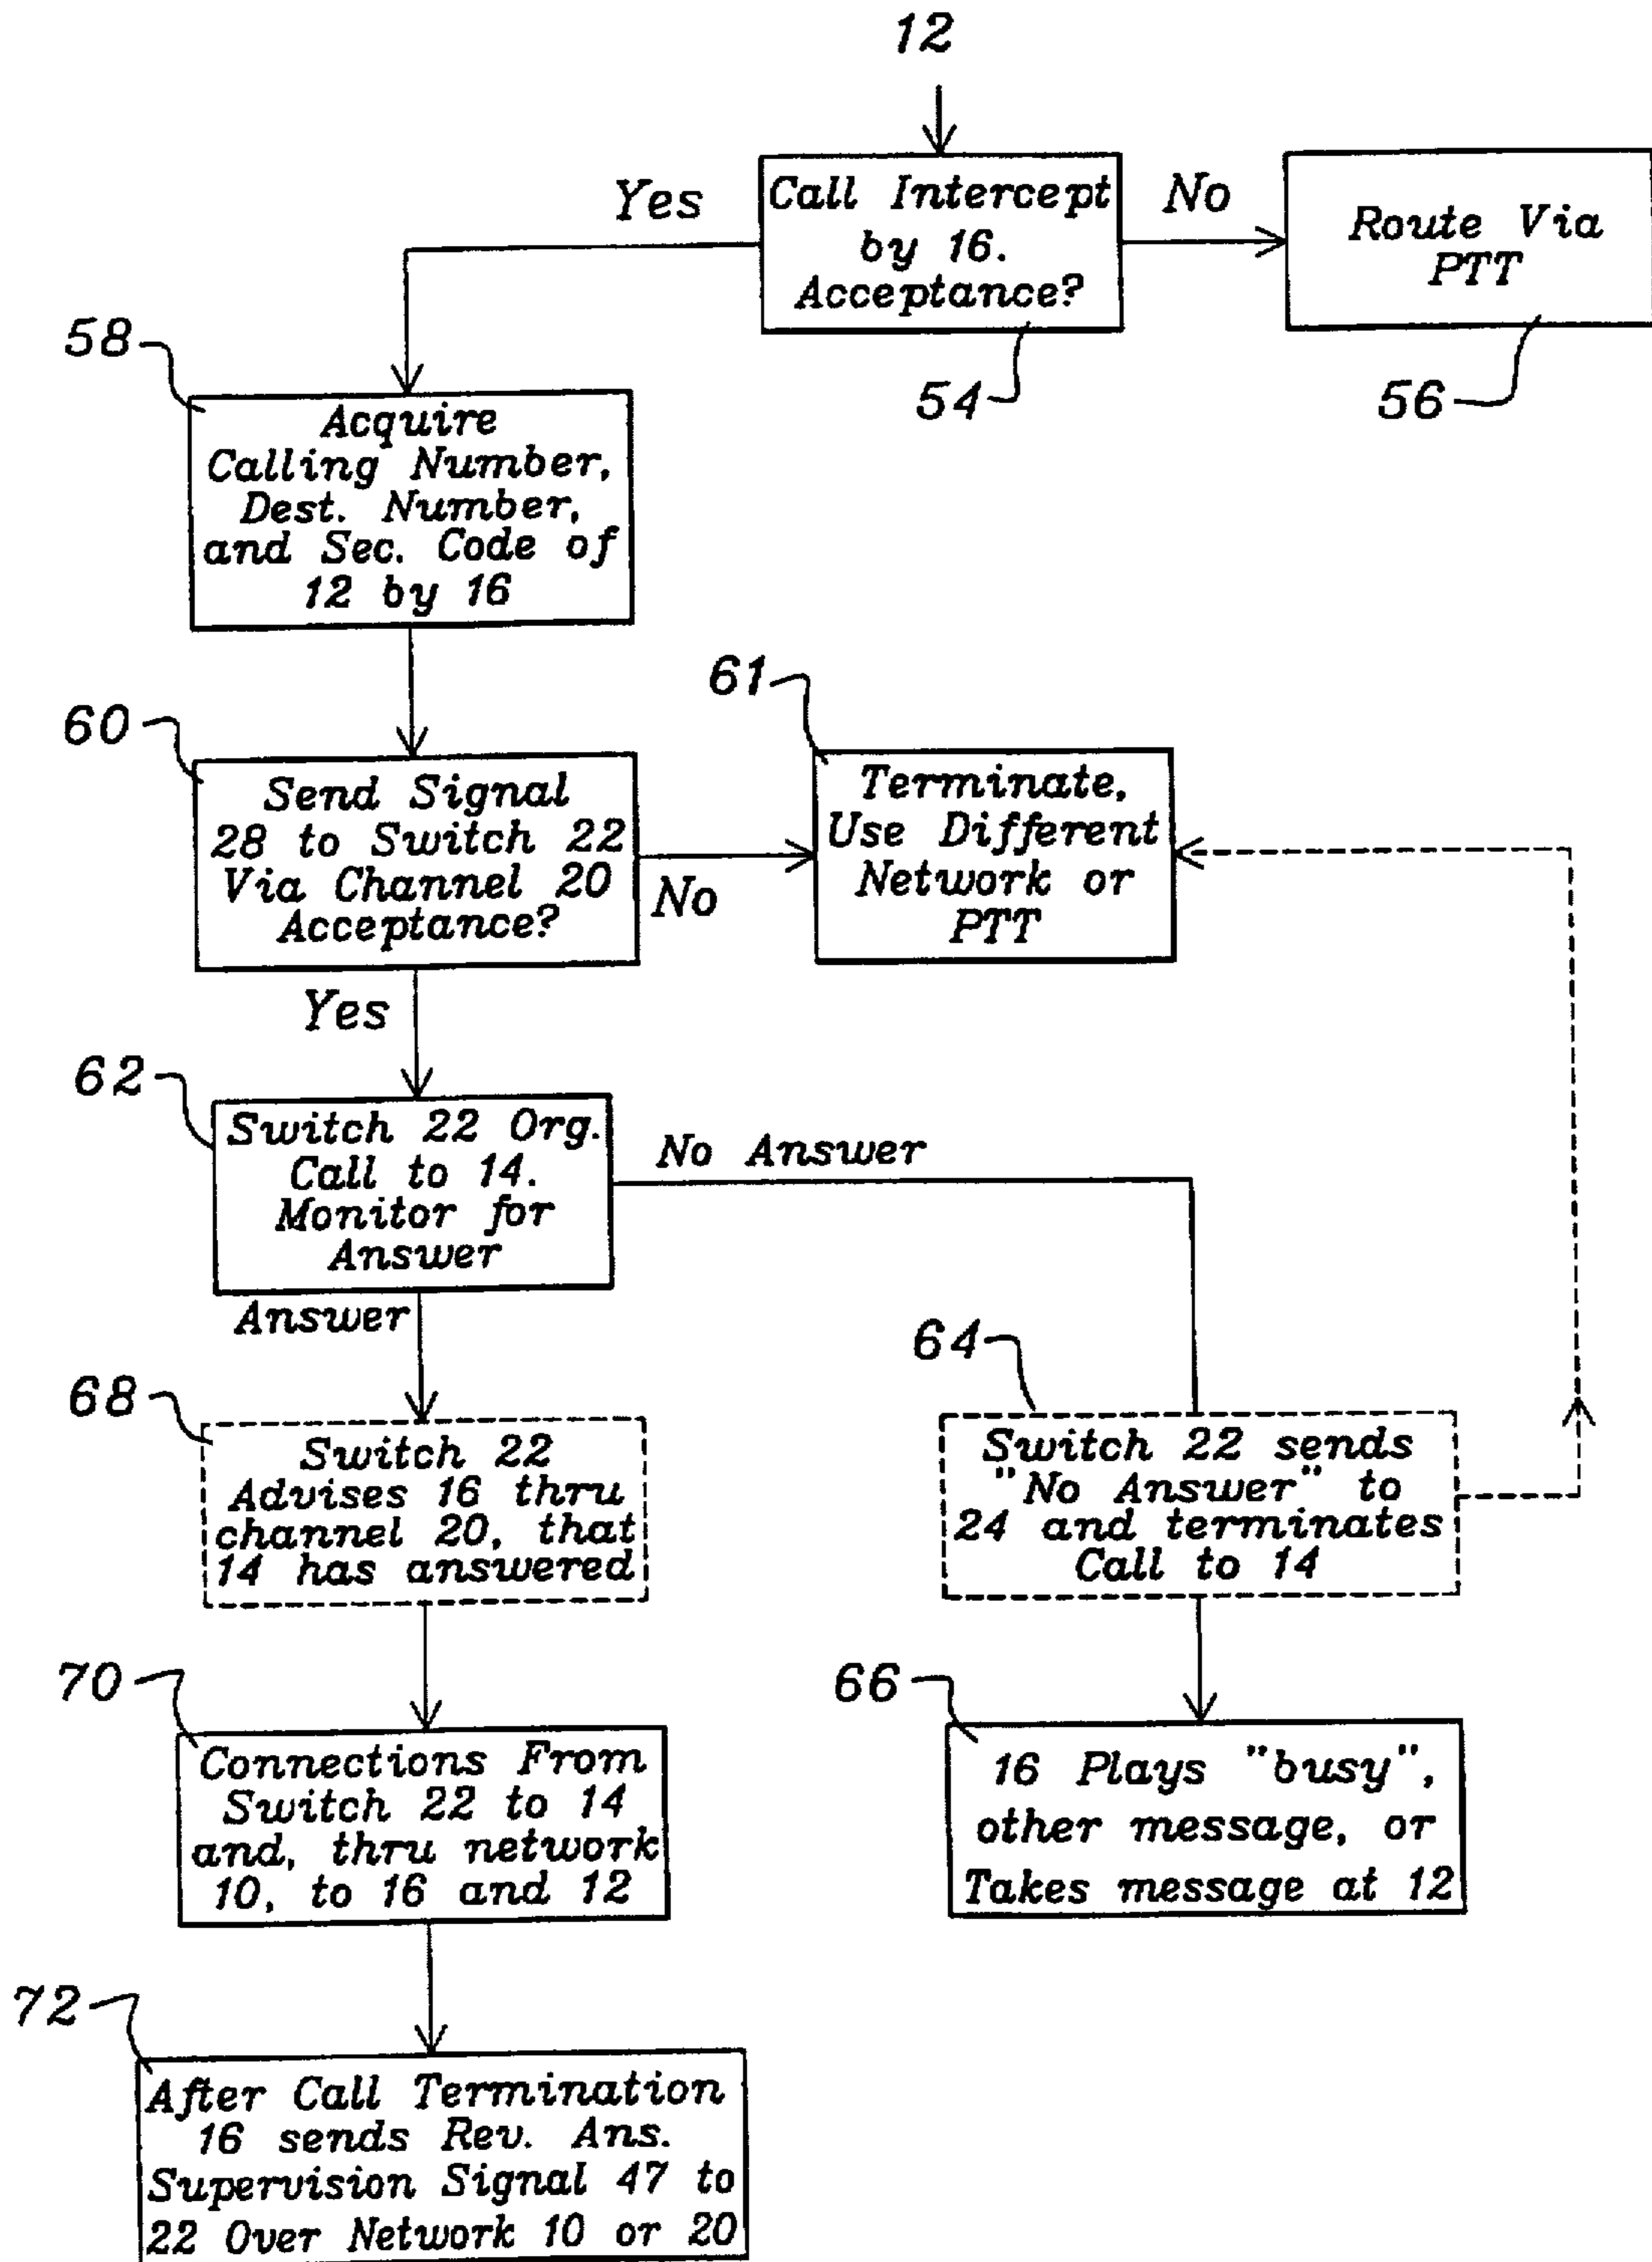 12
Yes
Call Intercept
by 16.
Acceptance?
No
Route Via
PTT
54
56
58
Acquire
Calling Number,
Dest. Number,
and Sec. Code of
12 by 16
60
Send Signal
28 to Switch 22
Via Channel 20
Acceptance?
No
61
Terminate,
Use Different
Network or
PTT
Yes
62
Switch 22 Org.
Call to 14.
Monitor for
Answer
No Answer
Answer
64
Switch 22 sends
"No Answer" to
24 and terminates
Call to 14
68
Switch 22
Advises 16 thru
channel 20, that
14 has answered
66
16 Plays "busy",
other message, or
Takes message at 12
70
Connections From
Switch 22 to 14
and, thru network
10, to 16 and 12
72
After Call Termination
16 sends Rev. Ans.
Supervision Signal 47 to
22 Over Network 10 or 20